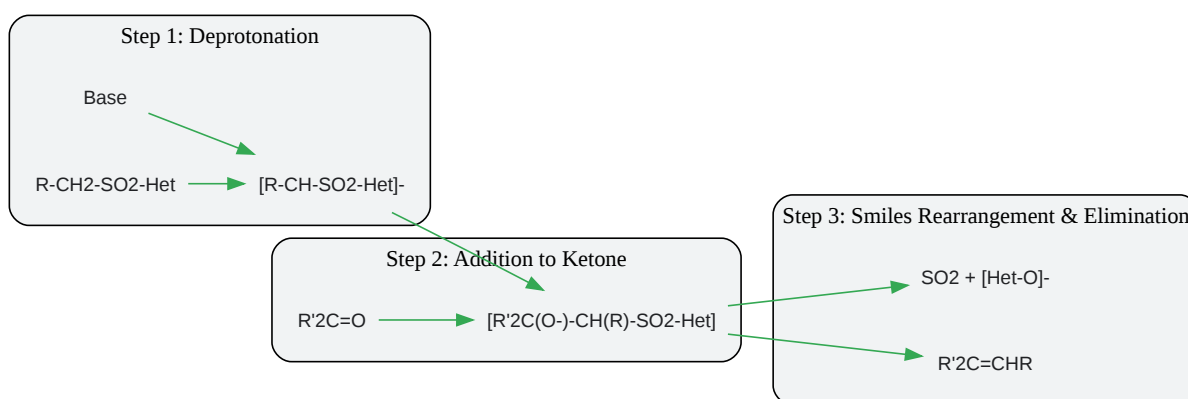 Step 1: Deprotonation
Base
R-CH2-SO2-Het
[R-CH-SO2-Het]-
Step 2: Addition to Ketone
R'2C=O
[R'2C(O-)-CH(R)-SO2-Het]
Step 3: Smiles Rearrangement & Elimination
SO2 + [Het-O]-
R'2C=CHR